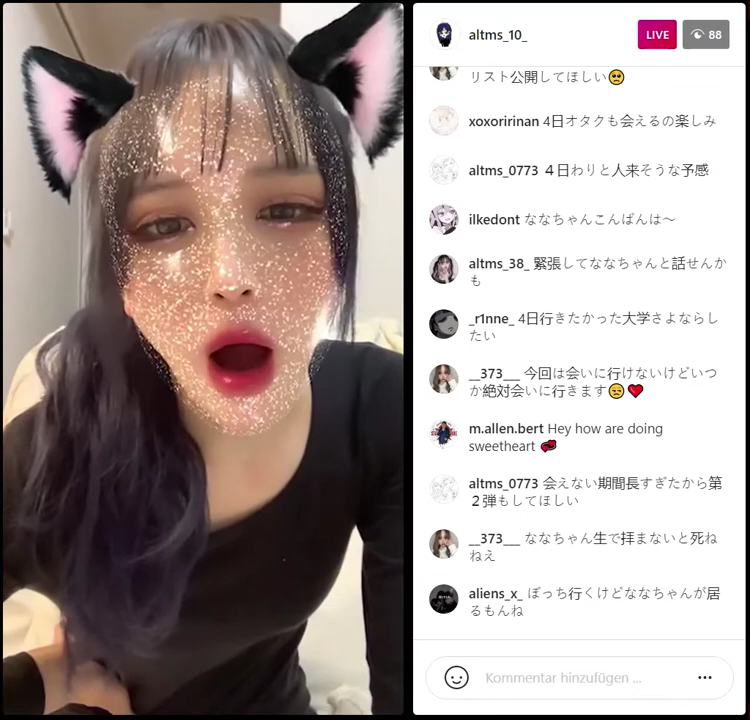 altms_10_
LIVE
88
リスト公開してほしい🥺
xoxoririnan 4日オタクも会えるの楽しみ
altms_0773 ４日わりと人来そうな予感
ilkedont ななちゃんこんばんは〜
altms_38_ 緊張してななちゃんと話せんか
も
_r1nne_ 4日行きたかった大学さよならし
たい
__373___ 今回は会いに行けないけどいつ
か絶対会いに行きます😒❤️
m.allen.bert Hey how are doing
sweetheart 💞
altms_0773 会えない期間長すぎたから第
２弾もしてほしい
__373___ ななちゃん生で拝まないと死ね
ねえ
aliens_x_ ぼっち行くけどななちゃんが居
るもんね
Kommentar hinzufügen ...